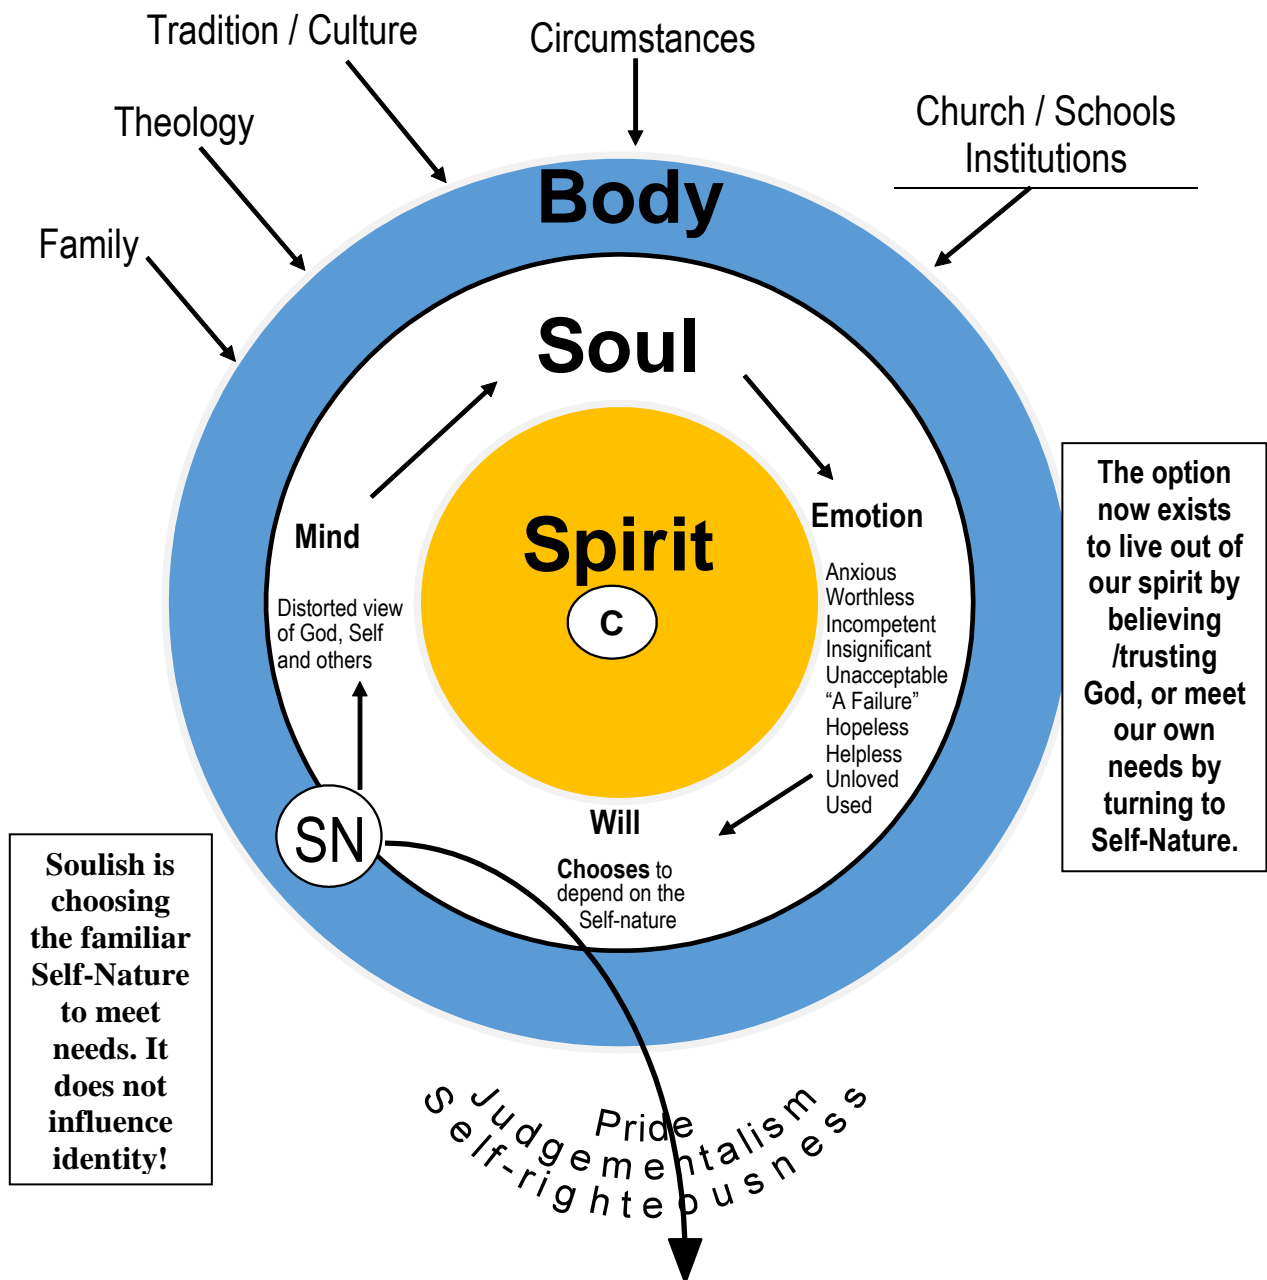 Tradition / Culture
Circumstances
Theology
Church / Schools
Institutions
Family
Body
Soul
Spirit
C
Mind
Distorted view
of God, Self
and others
Emotion
Anxious
Worthless
Incompetent
Insignificant
Unacceptable
“A Failure”
Hopeless
Helpless
Unloved
Used
Will
Chooses to
depend on the
Self-nature
SN
The option
now exists
to live out of
our spirit by
believing
/trusting
God, or meet
our own
needs by
turning to
Self-Nature.
Soulish is
choosing
the familiar
Self-Nature
to meet
needs. It
does not
influence
identity!
Pride
Judgementalism
Self-righteousness